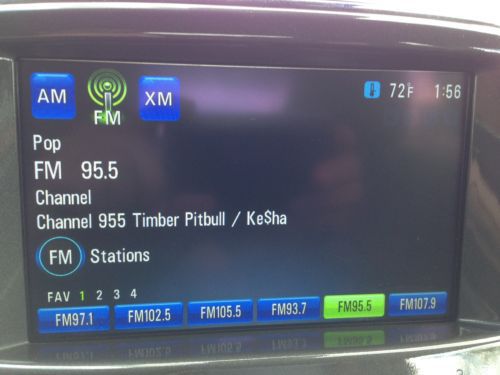 AM FM XM 72°F 1:56
Pop
FM 95.5
Channel
Channel 955 Timber Pitbull / Ke$ha
FM Stations
FAV 1 2 3 4
FM97.1 FM102.5 FM105.5 FM93.7 FM95.5 FM107.9